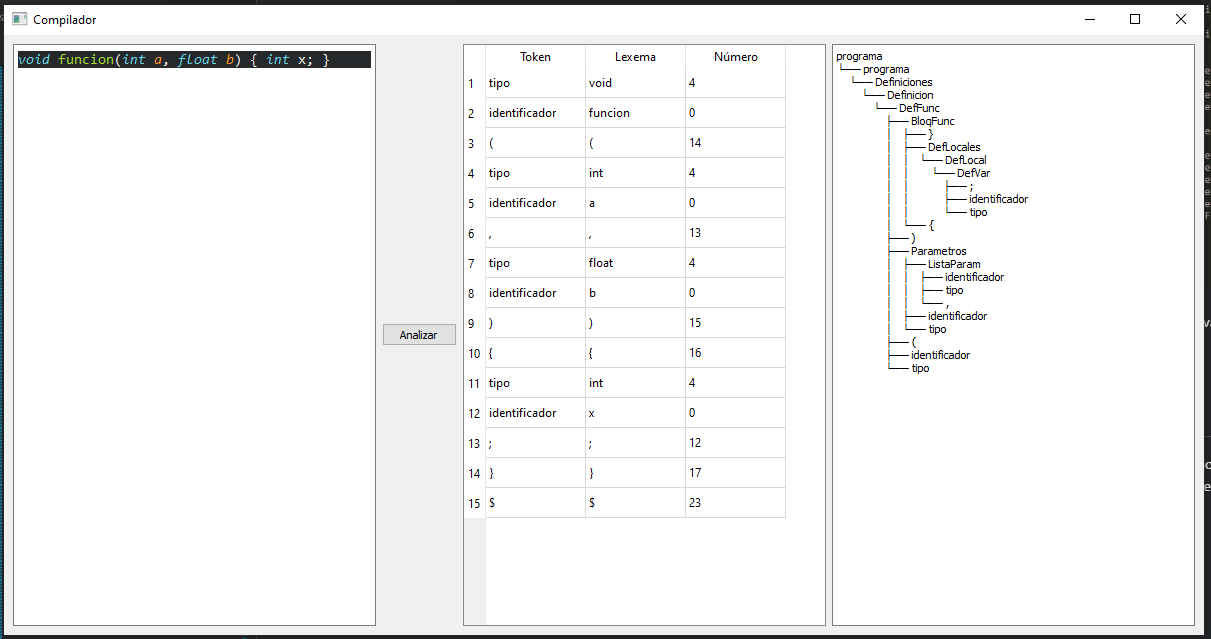 Compilador
void funcion(int a, float b) { int x; }
Analizar
Token Lexema Número
1 tipo void 4
2 identificador funcion 0
3 ( ( 14
4 tipo int 4
5 identificador a 0
6 , , 13
7 tipo float 4
8 identificador b 0
9 ) ) 15
10 { { 16
11 tipo int 4
12 identificador x 0
13 ; ; 12
14 } } 17
15 $ $ 23
programa
└── programa
└── Definiciones
└── Definicion
└── DefFunc
├── BloqFunc
│ ├── }
│ ├── DefLocales
│ │ └── DefLocal
│ │ └── DefVar
│ │ ├── ;
│ │ ├── identificador
│ │ └── tipo
│ └── {
├── )
├── Parametros
│ ├── ListaParam
│ │ ├── identificador
│ │ ├── tipo
│ │ └── ,
│ ├── identificador
│ └── tipo
├── (
├── identificador
└── tipo